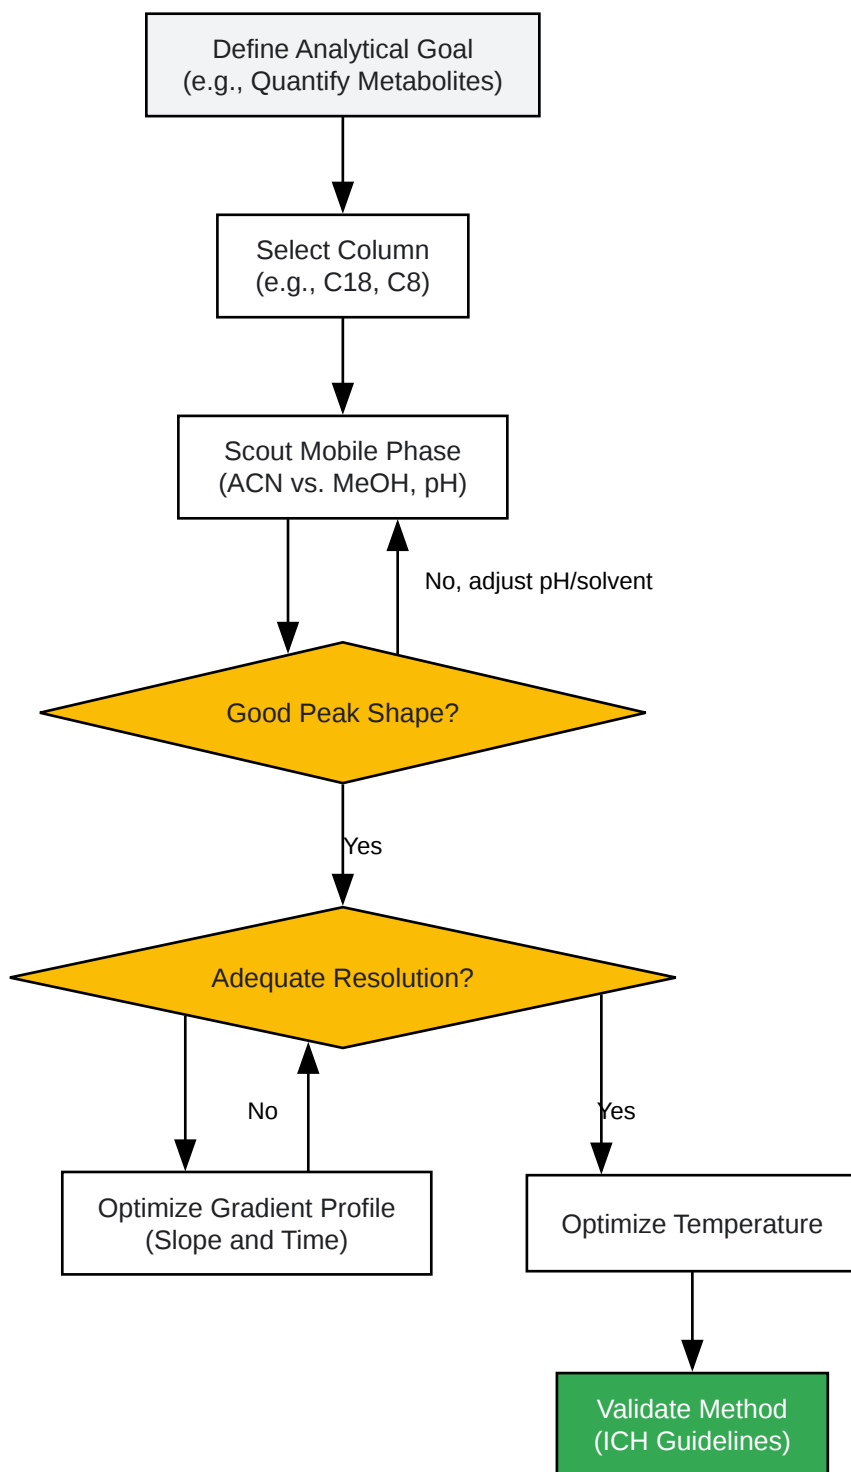 Define Analytical Goal
(e.g., Quantify Metabolites)
Select Column
(e.g., C18, C8)
Scout Mobile Phase
(ACN vs. MeOH, pH)
No, adjust pH/solvent
Good Peak Shape?
Yes
Adequate Resolution?
No
Yes
Optimize Gradient Profile
(Slope and Time)
Optimize Temperature
Validate Method
(ICH Guidelines)